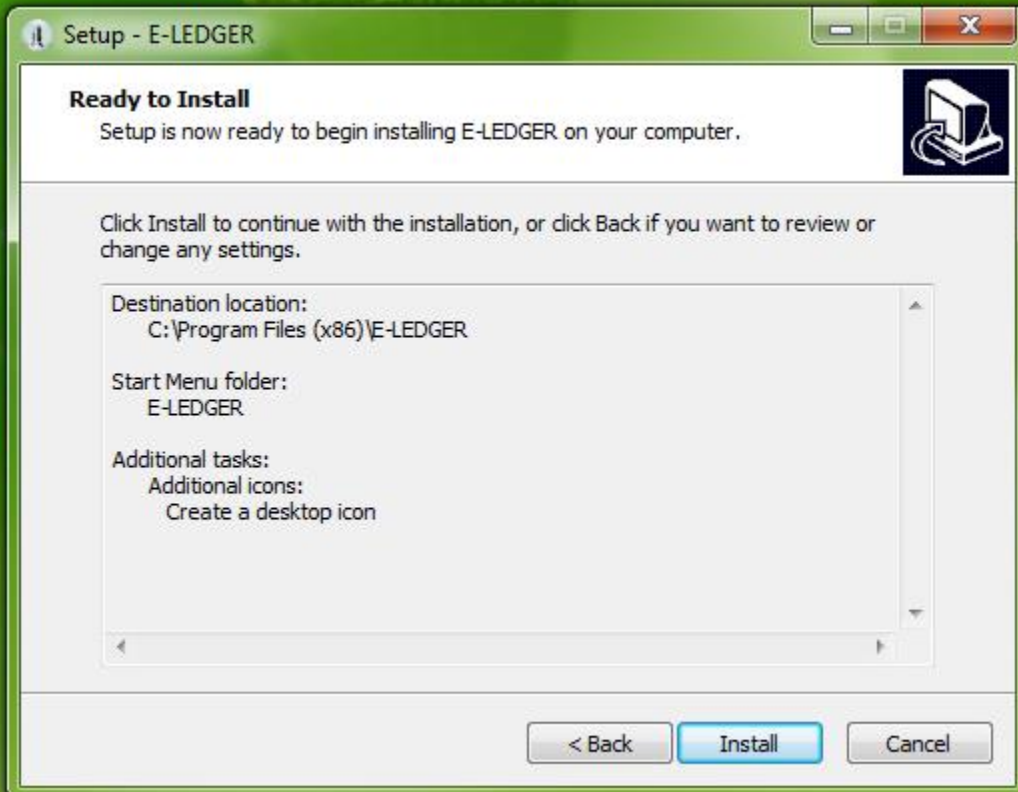 Setup - E-LEDGER
Ready to Install
Setup is now ready to begin installing E-LEDGER on your computer.
Click Install to continue with the installation, or click Back if you want to review or
change any settings.
Destination location:
C:\Program Files (x86)\E-LEDGER
Start Menu folder:
E-LEDGER
Additional tasks:
Additional icons:
Create a desktop icon
< Back
Install
Cancel